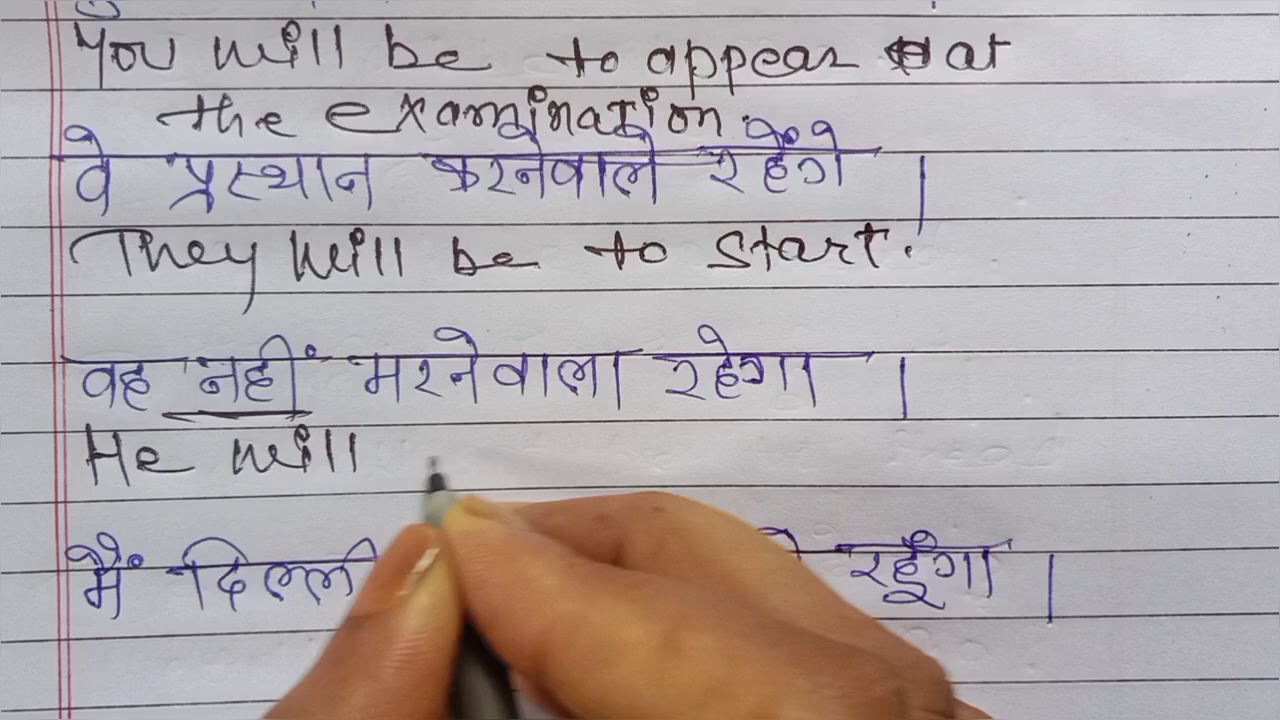 You will be to appear at
the examination.
वे प्रस्थान करनेवाले रहेंगे ।
They will be to start.
वह नहीं मरनेवाला रहेगा ।
He will
मैं दिल्ली रहूँगा ।